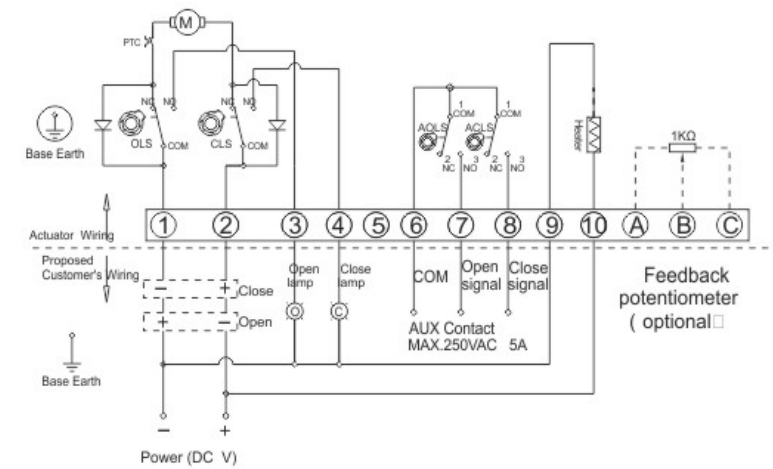 M
PTC
NC NO NC NO
OLS COM CLS COM
Base Earth
1 1
COM COM
AOLS ACLS
2 3 2 3
NC NO NC NO
Heater
1KΩ
1 2 3 4 5 6 7 8 9 10 A B C
Actuator Wiring
Proposed
Customer's Wiring
− + Close
+ − Open
Open
lamp
Close
lamp
O C
COM
Open
signal
Close
signal
AUX Contact
MAX.250VAC 5A
Feedback
potentiometer
( optional□
Base Earth
− +
Power (DC V)